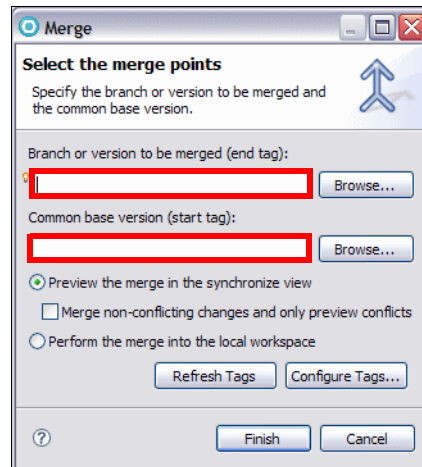 Merge
Select the merge points
Specify the branch or version to be merged and
the common base version.
Branch or version to be merged (end tag):
Browse...
Common base version (start tag):
Browse...
Preview the merge in the synchronize view
Merge non-conflicting changes and only preview conflicts
Perform the merge into the local workspace
Refresh Tags Configure Tags...
? Finish Cancel